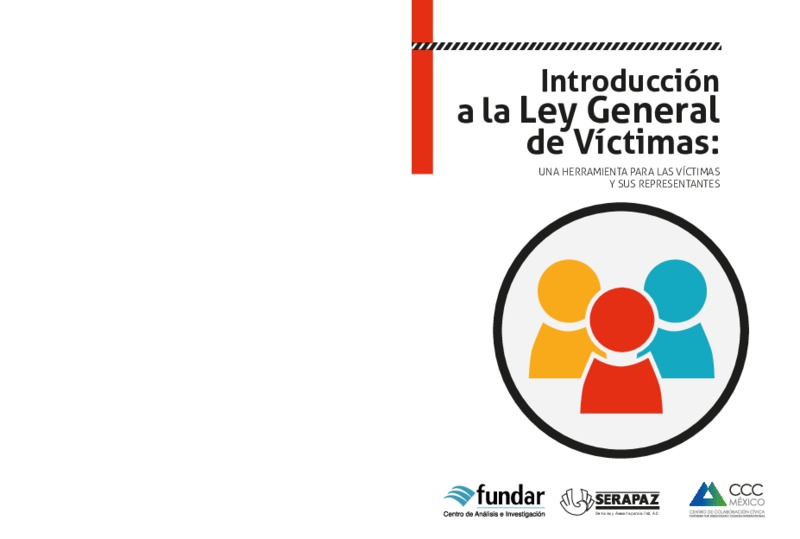 Introducción
a la Ley General
de Víctimas:
UNA HERRAMIENTA PARA LAS VÍCTIMAS
Y SUS REPRESENTANTES
fundar
Centro de Análisis e Investigación
SERAPAZ
CCC
MÉXICO
CENTRO DE COLABORACIÓN CÍVICA